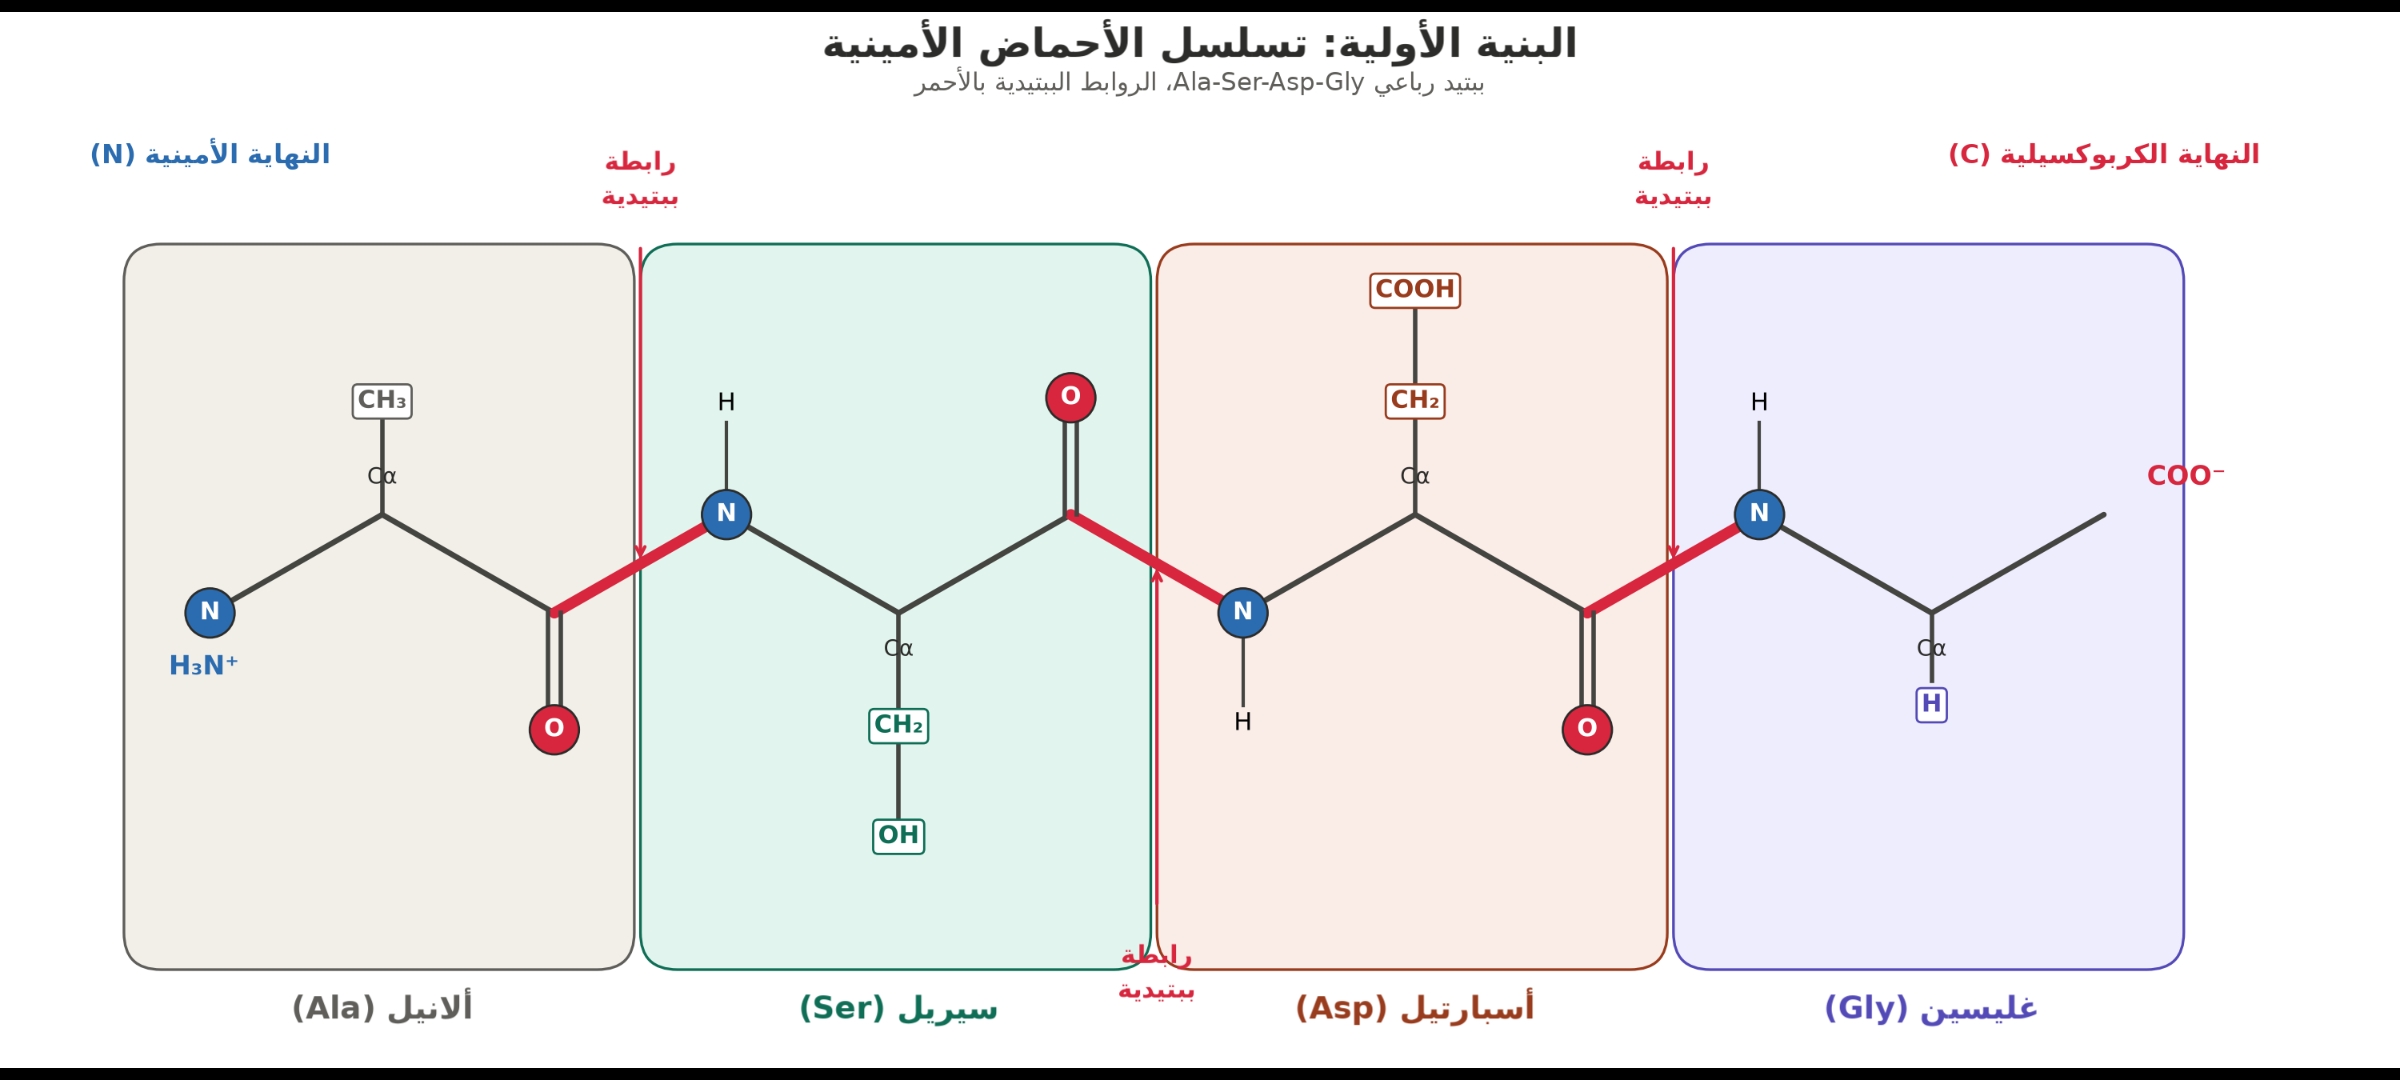 البنية الأولية: تسلسل الأحماض الأمينية
ببتيد رباعي Ala-Ser-Asp-Gly، الروابط الببتيدية بالأحمر
النهاية الأمينية (N)
رابطة
ببتيدية
رابطة
ببتيدية
النهاية الكربوكسيلية (C)
COOH
CH₃
H
O
CH₂
H
Cα
Cα
COO⁻
N
N
N
N
H₃N⁺
Cα
Cα
O
CH₂
H
O
H
OH
رابطة
ببتيدية
ألانيل (Ala)
سيريل (Ser)
أسبارتيل (Asp)
غليسين (Gly)